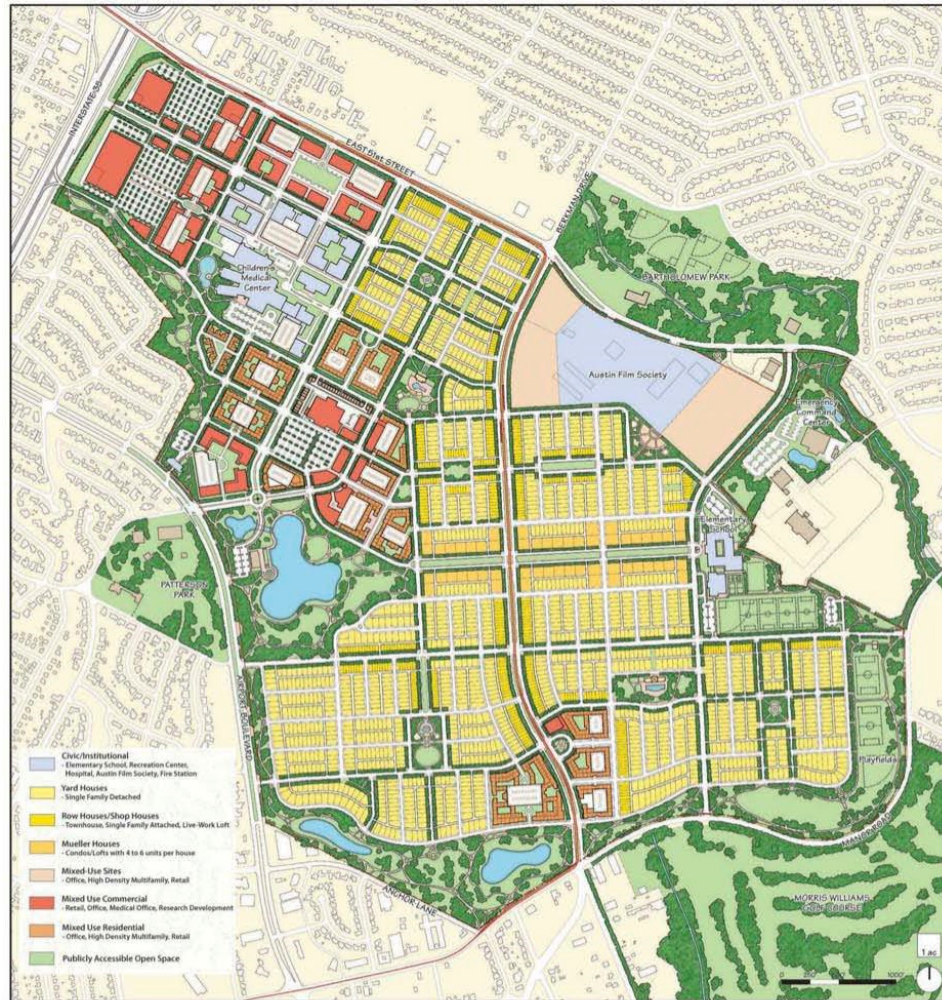 INTERSTATE 35
EAST 51st STREET
BERKMAN DRIVE
BARTHOLOMEW PARK
Children's
Medical
Center
Austin Film Society
Emergency
Command
Center
Elementary
School
PATTERSON
PARK
AIRPORT BOULEVARD
Playfields
MANOR ROAD
ANCHOR LANE
MORRIS WILLIAMS
GOLF COURSE
Civic/Institutional
- Elementary School, Recreation Center,
Hospital, Austin Film Society, Fire Station
Yard Houses
- Single Family Detached
Row Houses/Shop Houses
- Townhouse, Single Family Attached, Live-Work Loft
Mueller Houses
- Condos/Lofts with 4 to 6 units per house
Mixed-Use Sites
- Office, High Density Multifamily, Retail
Mixed Use Commercial
- Retail, Office, Medical Office, Research Development
Mixed Use Residential
- Office, High Density Multifamily, Retail
Publicly Accessible Open Space
1 ac
0 250 500 1000